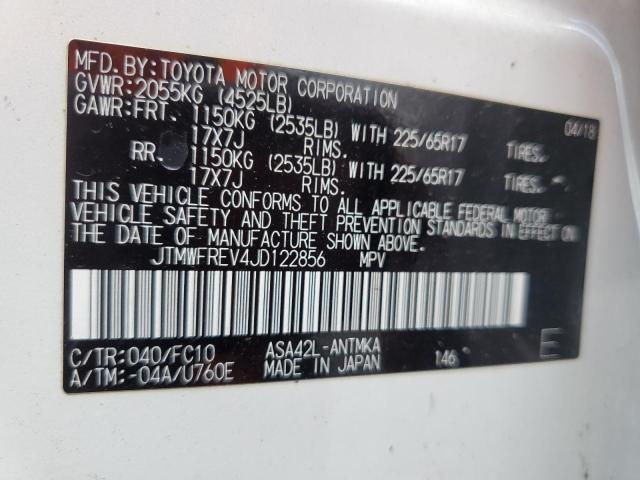 MFD.BY:TOYOTA MOTOR CORPORATION 04/18
GVWR:2055KG (4525LB)
GAWR:FRT. 1150KG (2535LB) WITH 225/65R17 TIRES.
17X7J RIMS.
RR. 1150KG (2535LB) WITH 225/65R17 TIRES.
17X7J RIMS.
THIS VEHICLE CONFORMS TO ALL APPLICABLE FEDERAL MOTOR
VEHICLE SAFETY AND THEFT PREVENTION STANDARDS IN EFFECT ON
THE DATE OF MANUFACTURE SHOWN ABOVE.
JTMWFREV4JD122856 MPV
C/TR:040/FC10 ASA42L-ANTMKA 146 E
A/TM:-04A/U760E MADE IN JAPAN